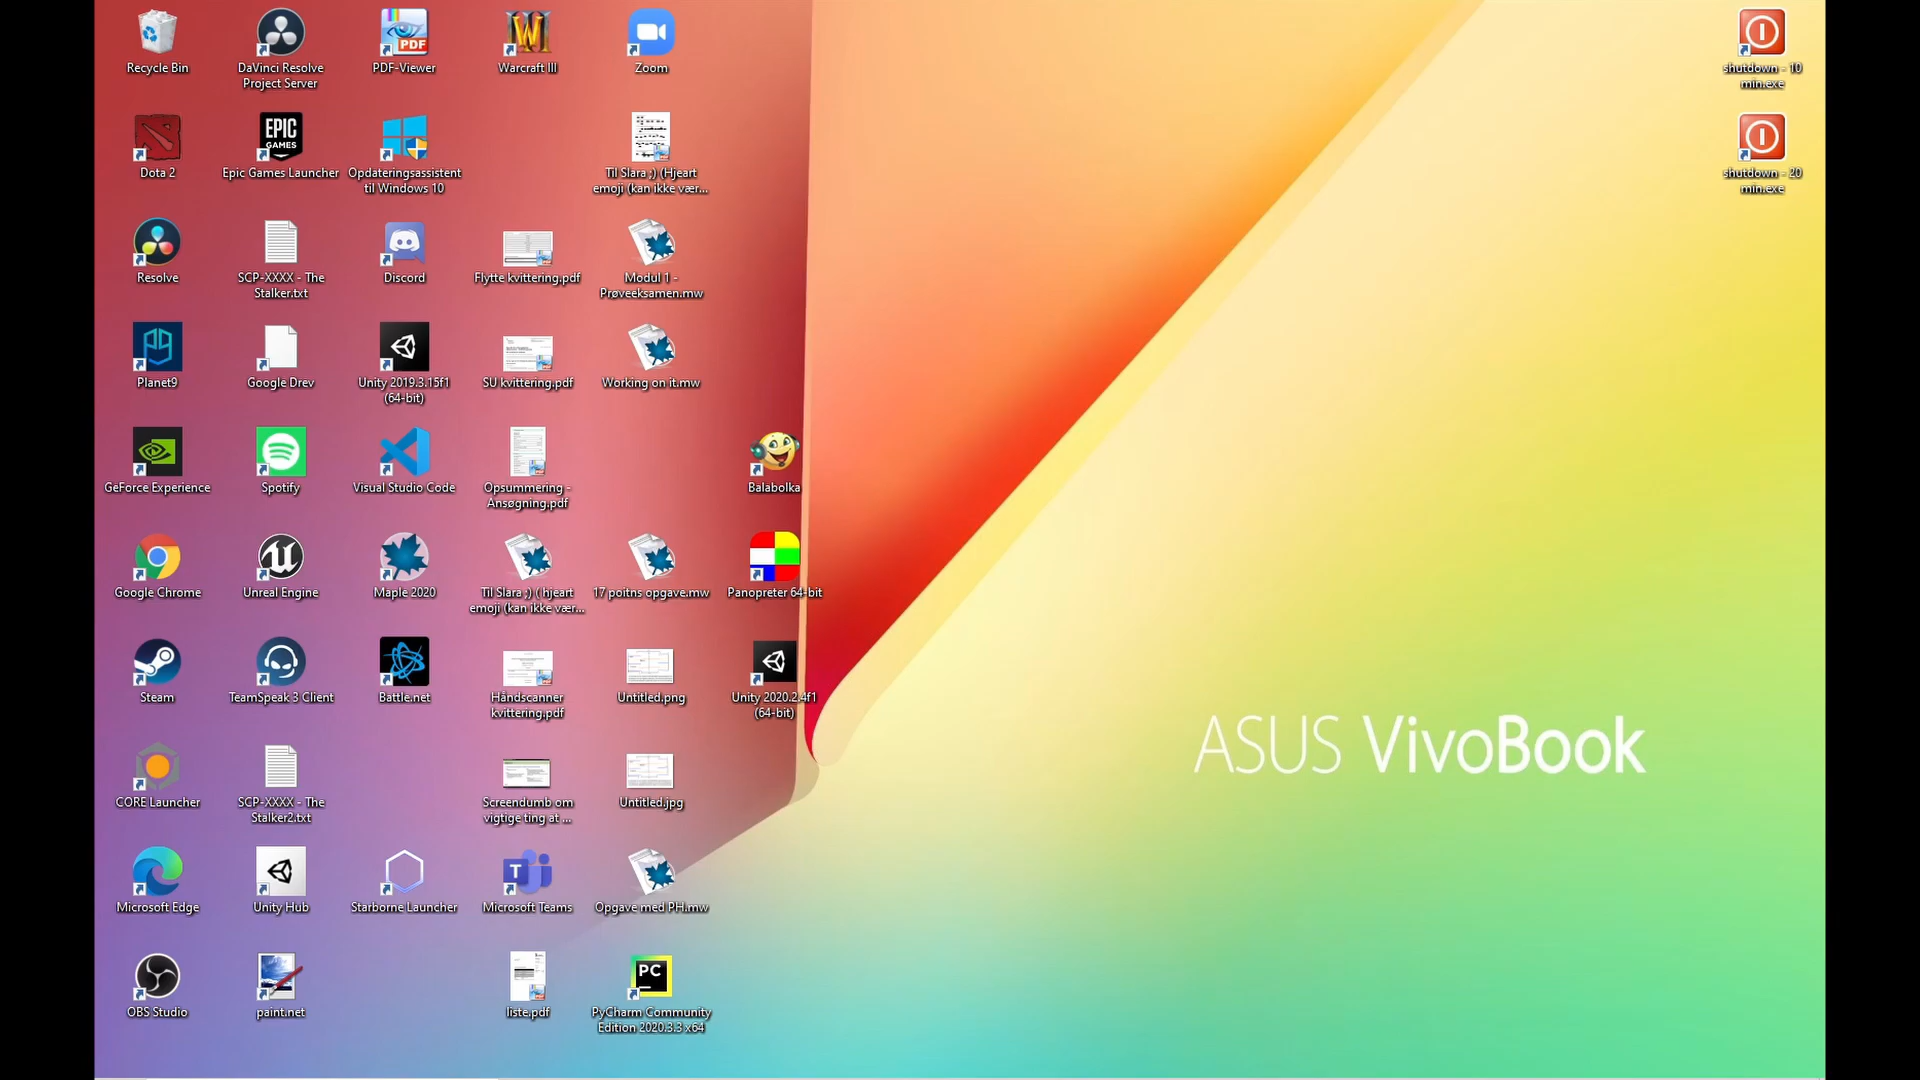 Recycle Bin
DaVinci Resolve
Project Server
PDF-Viewer
Warcraft III
Zoom
shutdown - 10
min.exe
Dota 2
EPIC
GAMES
Epic Games Launcher
Opdateringsassistent
til Windows 10
Til Slara ;) (Hjeart
emoji (kan ikke vær...
shutdown - 20
min.exe
Resolve
SCP-XXXX - The
Stalker.txt
Discord
Flytte kvittering.pdf
Modul 1 -
Prøveeksamen.mw
Planet9
Google Drev
Unity 2019.3.15f1
(64-bit)
SU kvittering.pdf
Working on it.mw
GeForce Experience
Spotify
Visual Studio Code
Opsummering -
Ansøgning.pdf
Balabolka
Google Chrome
Unreal Engine
Maple 2020
Til Slara ;) ( hjeart
emoji (kan ikke vær...
17 poitns opgave.mw
Panopreter 64-bit
Steam
TeamSpeak 3 Client
Battle.net
Håndscanner
kvittering.pdf
Untitled.png
Unity 2020.2.4f1
(64-bit)
ASUS VivoBook
CORE Launcher
SCP-XXXX - The
Stalker2.txt
Screendumb om
vigtige ting at ...
Untitled.jpg
Microsoft Edge
Unity Hub
Starborne Launcher
Microsoft Teams
Opgave med PH.mw
OBS Studio
paint.net
liste.pdf
PC
PyCharm Community
Edition 2020.3.3 x64